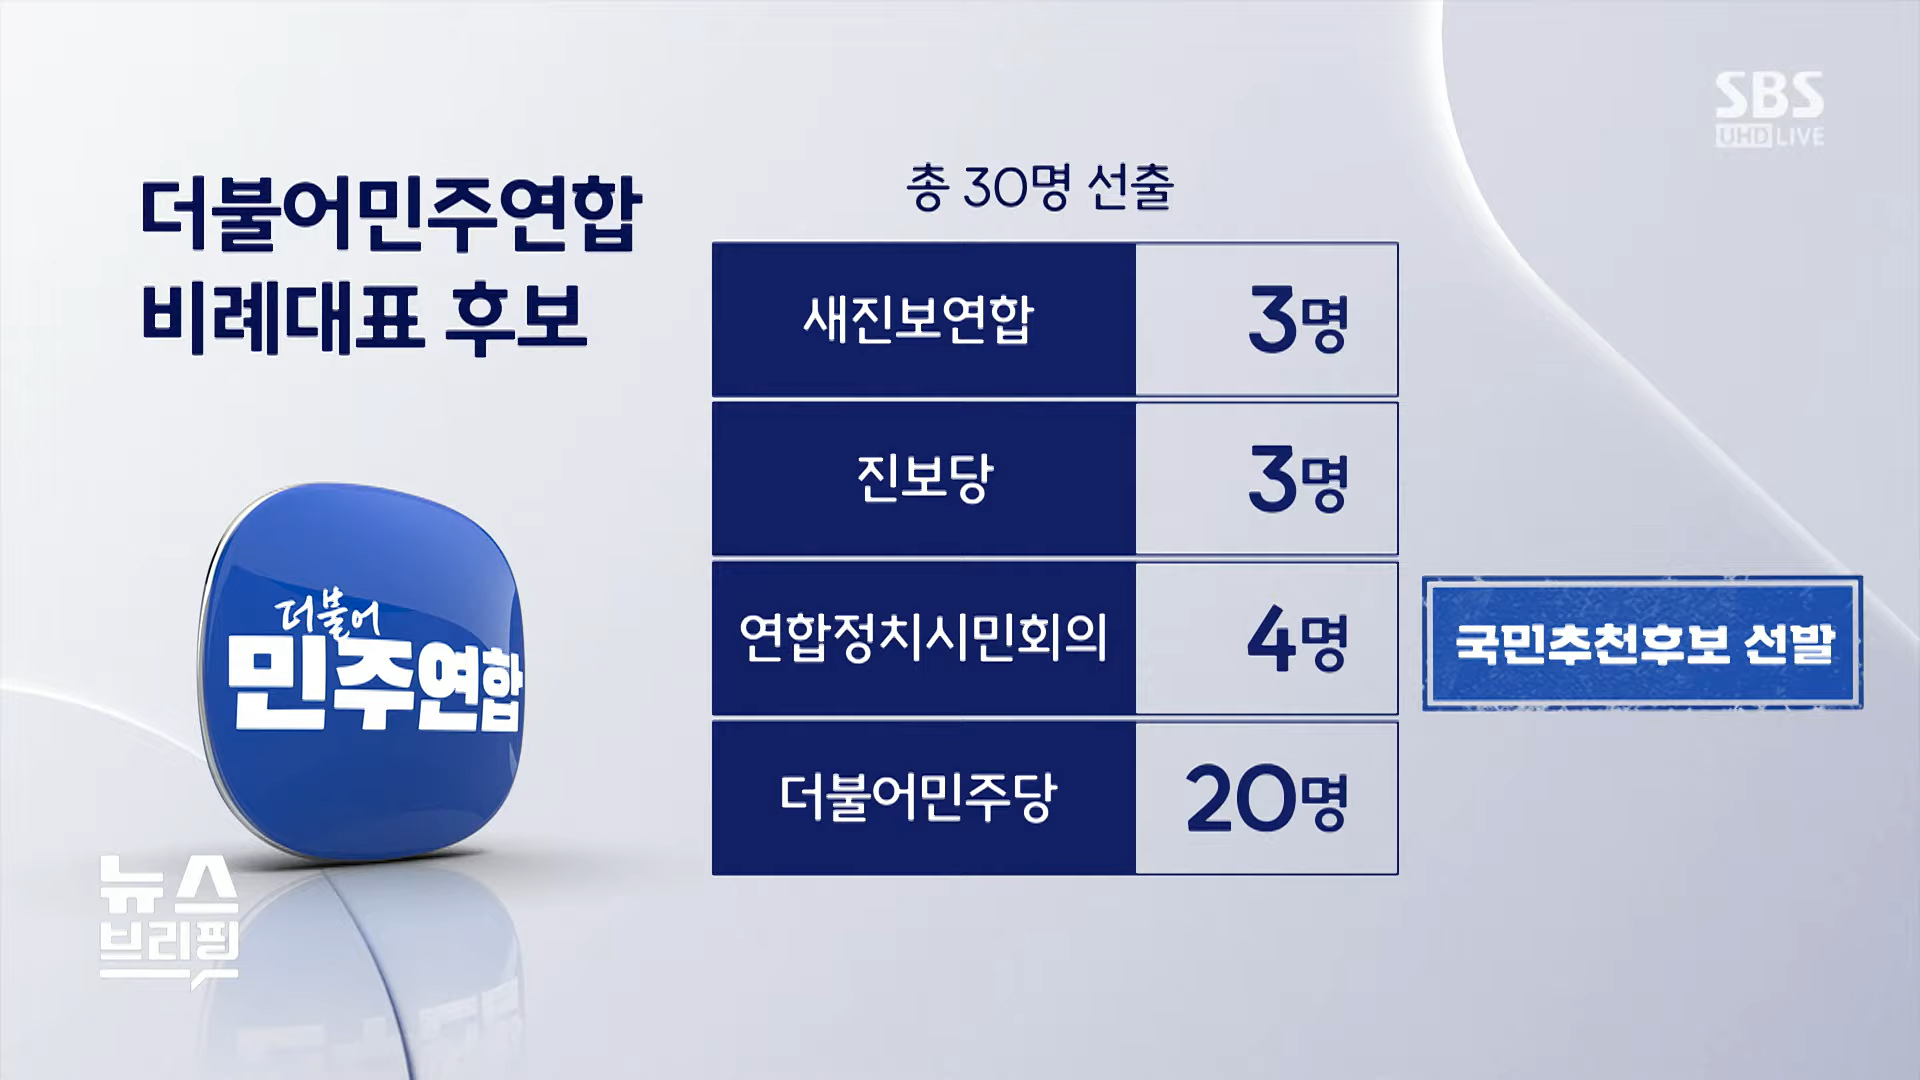 SBS
UHD LIVE
더불어민주연합
비례대표 후보
총 30명 선출
새진보연합 3명
진보당 3명
연합정치시민회의 4명
국민추천후보 선발
더불어민주당 20명
더불어
민주연합
뉴스
브리핑